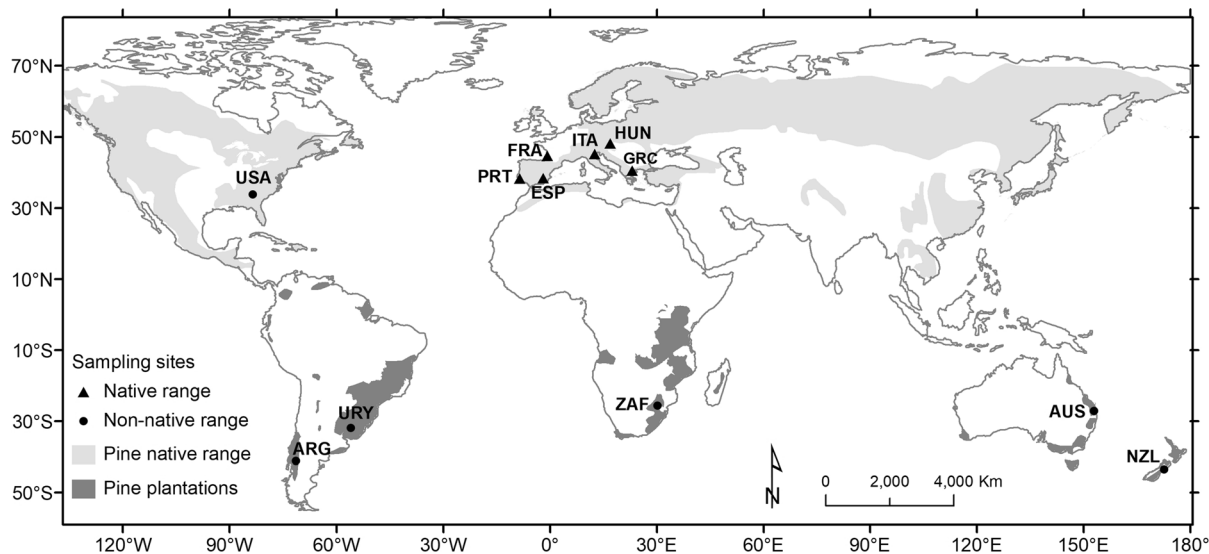 70°N
50°N
30°N
10°N
10°S
30°S
50°S
USA
FRA
ITA
HUN
GRC
PRT
ESP
URY
ARG
ZAF
AUS
NZL
Sampling sites
Native range
Non-native range
Pine native range
Pine plantations
N
0 2,000 4,000 Km
120°W 90°W 60°W 30°W 0° 30°E 60°E 90°E 120°E 150°E 180°